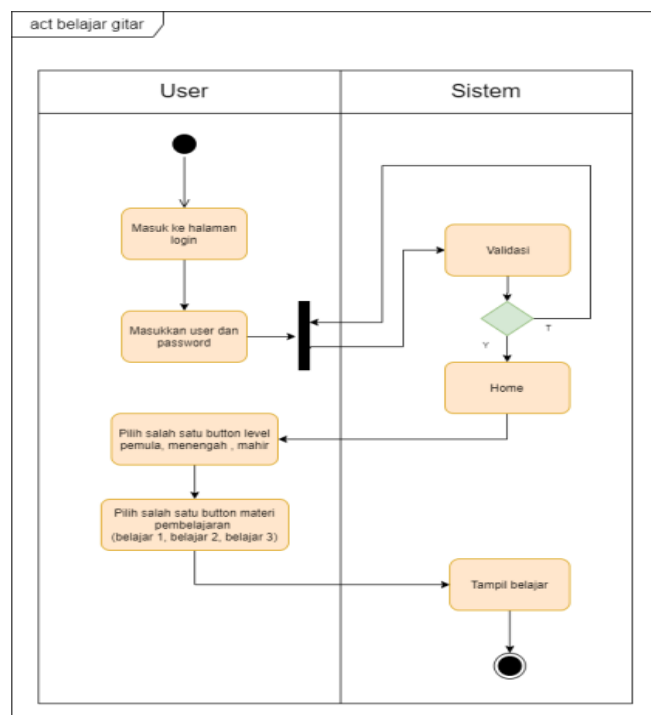 act belajar gitar
User
Sistem
Masuk ke halaman
login
Validasi
Masukkan user dan
password
T
Y
Home
Pilih salah satu button level
pemula, menengah , mahir
Pilih salah satu button materi
pembelajaran
(belajar 1, belajar 2, belajar 3)
Tampil belajar